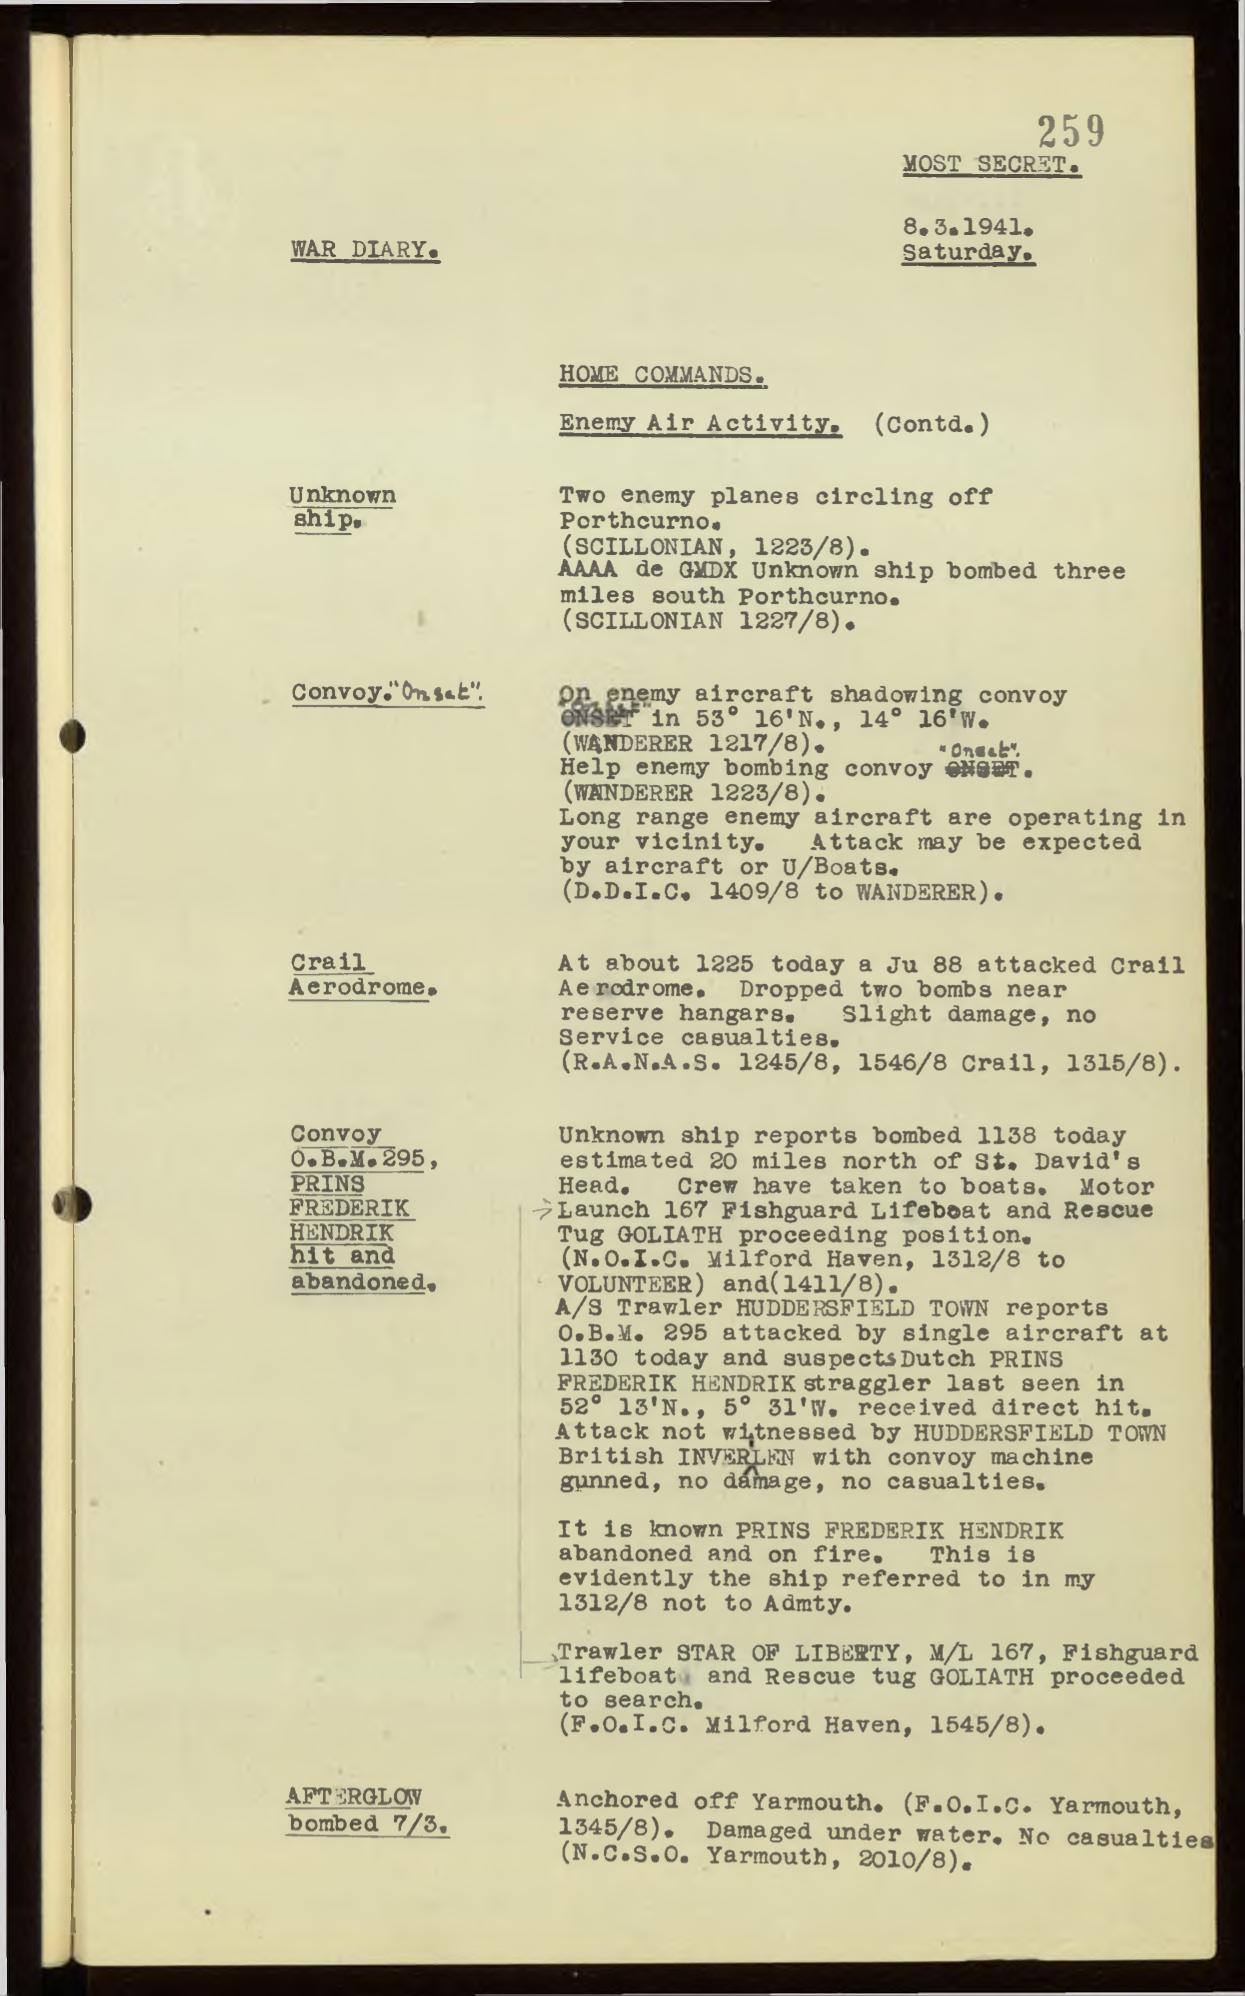 259
MOST SECRET.
8.3.1941.
WAR DIARY.
Saturday.
HOME COMMANDS.
Enemy Air Activity. (Contd.)
Unknown
ship.
Two enemy planes circling off
Porthcurno.
(SCILLONIAN, 1223/8).
AAAA de GMDX Unknown ship bombed three
miles south Porthcurno.
(SCILLONIAN 1227/8).
Convoy."Onset".
On enemy aircraft shadowing convoy
"Onset"
ONSET in 53° 16'N., 14° 16'W.
(WANDERER 1217/8).
"Onset".
Help enemy bombing convoy ONSET.
(WANDERER 1223/8).
Long range enemy aircraft are operating in
your vicinity. Attack may be expected
by aircraft or U/Boats.
(D.D.I.C. 1409/8 to WANDERER).
Crail
Aerodrome.
At about 1225 today a Ju 88 attacked Crail
Aerodrome. Dropped two bombs near
reserve hangars. Slight damage, no
Service casualties.
(R.A.N.A.S. 1245/8, 1546/8 Crail, 1315/8).
Convoy
O.B.M.295,
PRINS
FREDERIK
HENDRIK
hit and
abandoned.
Unknown ship reports bombed 1138 today
estimated 20 miles north of St. David's
Head. Crew have taken to boats. Motor
Launch 167 Fishguard Lifeboat and Rescue
Tug GOLIATH proceeding position.
(N.O.I.C. Milford Haven, 1312/8 to
VOLUNTEER) and(1411/8).
A/S Trawler HUDDERSFIELD TOWN reports
O.B.M. 295 attacked by single aircraft at
1130 today and suspects Dutch PRINS
FREDERIK HENDRIK straggler last seen in
52° 13'N., 5° 31'W. received direct hit.
Attack not witnessed by HUDDERSFIELD TOWN
British INVERLEN with convoy machine
gunned, no damage, no casualties.
It is known PRINS FREDERIK HENDRIK
abandoned and on fire. This is
evidently the ship referred to in my
1312/8 not to Admty.
Trawler STAR OF LIBERTY, M/L 167, Fishguard
lifeboat and Rescue tug GOLIATH proceeded
to search.
(F.O.I.C. Milford Haven, 1545/8).
AFTERGLOW
bombed 7/3.
Anchored off Yarmouth. (F.O.I.C. Yarmouth,
1345/8). Damaged under water. No casualties
(N.C.S.O. Yarmouth, 2010/8).